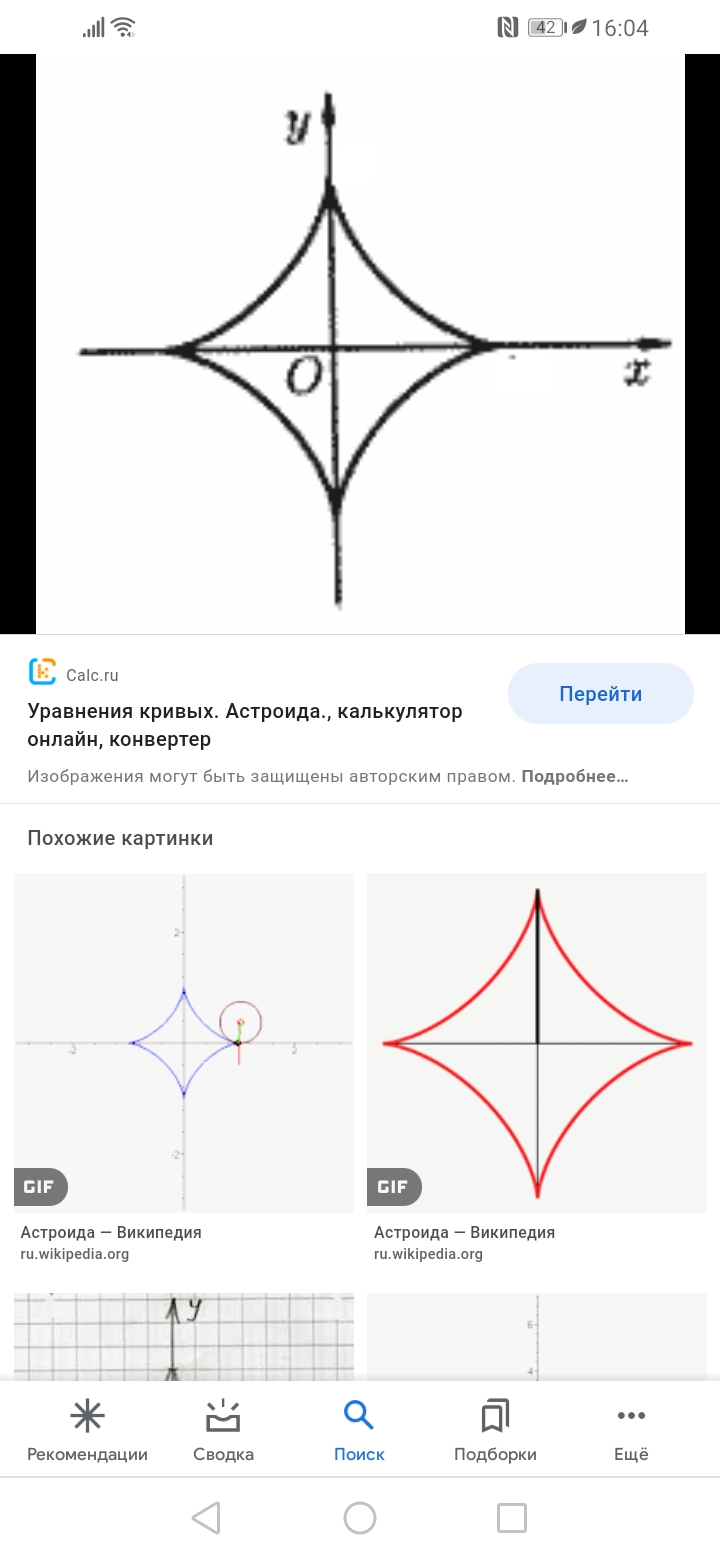 42 16:04
y
O
x
Calc.ru
Уравнения кривых. Астроида., калькулятор
онлайн, конвертер
Перейти
Изображения могут быть защищены авторским правом. Подробнее...
Похожие картинки
2
-2
2
-2
GIF
GIF
Астроида — Википедия
ru.wikipedia.org
Астроида — Википедия
ru.wikipedia.org
y
6
4
Рекомендации
Сводка
Поиск
Подборки
Ещё